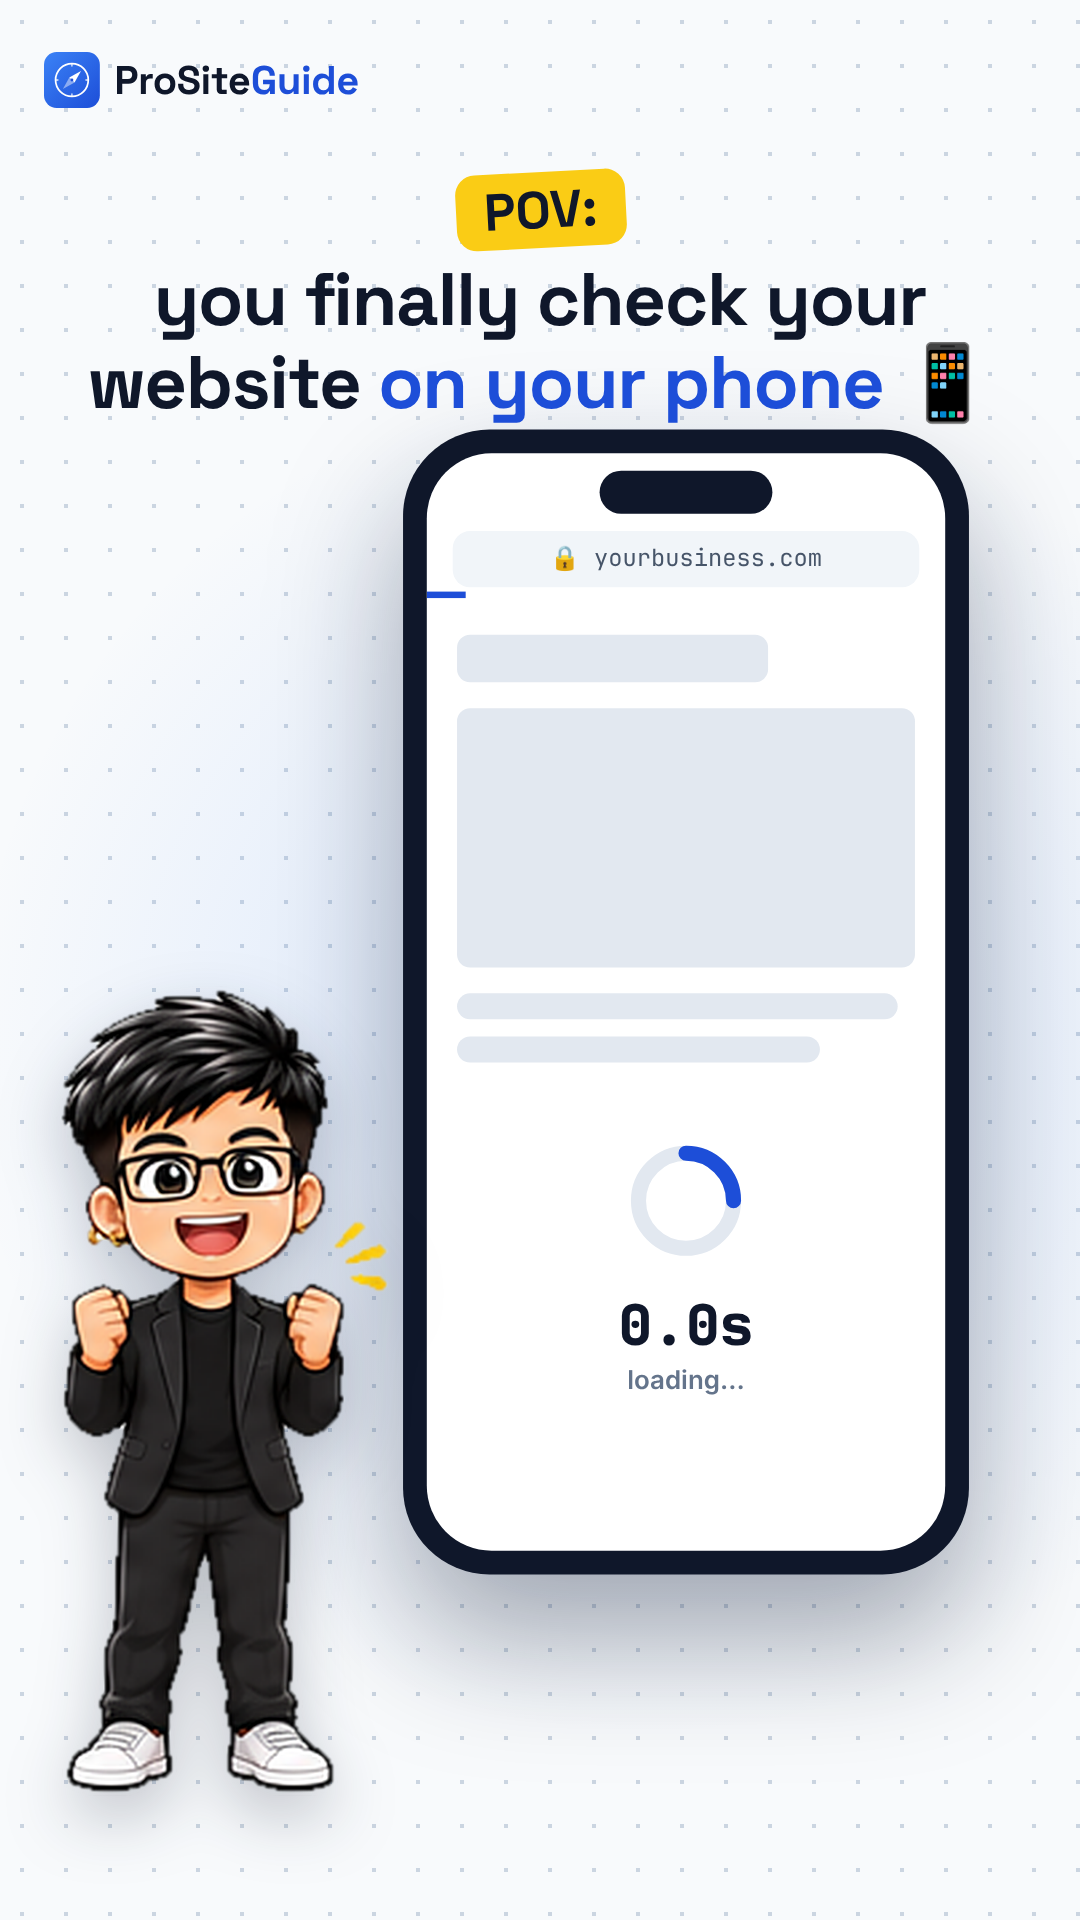 ProSiteGuide
POV:
you finally check your
website on your phone 📱
🔒 yourbusiness.com
0.0s
loading...